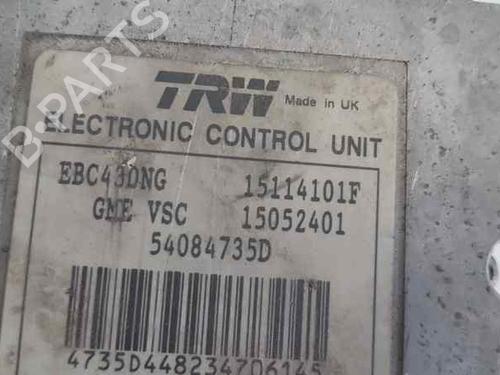 B-PARTS
TRW Made in UK
ELECTRONIC CONTROL UNIT
EBC430NG 15114101F
GME VSC 15052401
54084735D
4735D448234706145